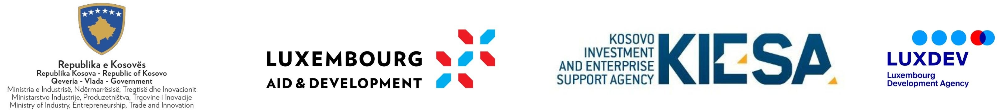 Republika e Kosovës
Republika Kosova - Republic of Kosovo
Qeveria - Vlada - Government
Ministria e Industrisë, Ndërmarrësisë, Tregtisë dhe Inovacionit
Ministarstvo Industrije, Produzetništva, Trgovine i Inovacije
Ministry of Industry, Entrepreneurship, Trade and Innovation
LUXEMBOURG
AID & DEVELOPMENT
KOSOVO
INVESTMENT
AND ENTERPRISE
SUPPORT AGENCY
KIESA
LUXDEV
Luxembourg
Development Agency